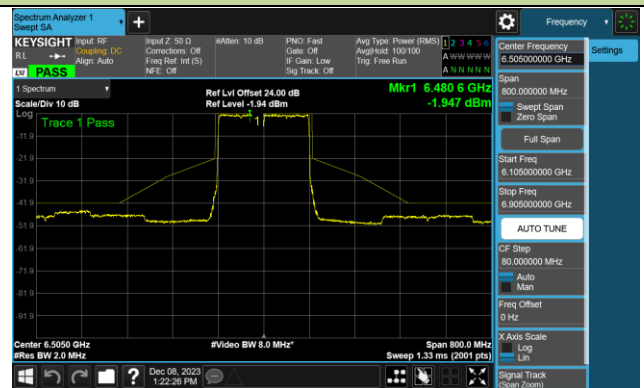 Spectrum Analyzer 1
Swept SA
Frequency
KEYSIGHT
RL
LXI
PASS
Input: RF
Coupling: DC
Align: Auto
Input Z: 50 Ω
Corrections: Off
Freq Ref: Int (S)
NFE: Off
#Atten: 10 dB
PNO: Fast
Gate: Off
IF Gain: Low
Sig Track: Off
Avg Type: Power (RMS)
Avg|Hold: 100/100
Trig: Free Run
1 2 3 4 5 6
A W W W W W
A N N N N N
1 Spectrum
Scale/Div 10 dB
Ref Lvl Offset 24.00 dB
Ref Level -1.94 dBm
Mkr1 6.480 6 GHz
-1.947 dBm
Log
Trace 1 Pass
1
-11.9
-21.9
-31.9
-41.9
-51.9
-61.9
-71.9
-81.9
-91.9
Center 6.5050 GHz
#Res BW 2.0 MHz
#Video BW 8.0 MHz*
Span 800.0 MHz
Sweep 1.33 ms (2001 pts)
Dec 08, 2023
1:22:26 PM
Center Frequency
6.505000000 GHz
Settings
Span
800.000000 MHz
Swept Span
Zero Span
Full Span
Start Freq
6.105000000 GHz
Stop Freq
6.905000000 GHz
AUTO TUNE
CF Step
80.000000 MHz
Auto
Man
Freq Offset
0 Hz
X Axis Scale
Log
Lin
Signal Track
(Span Zoom)